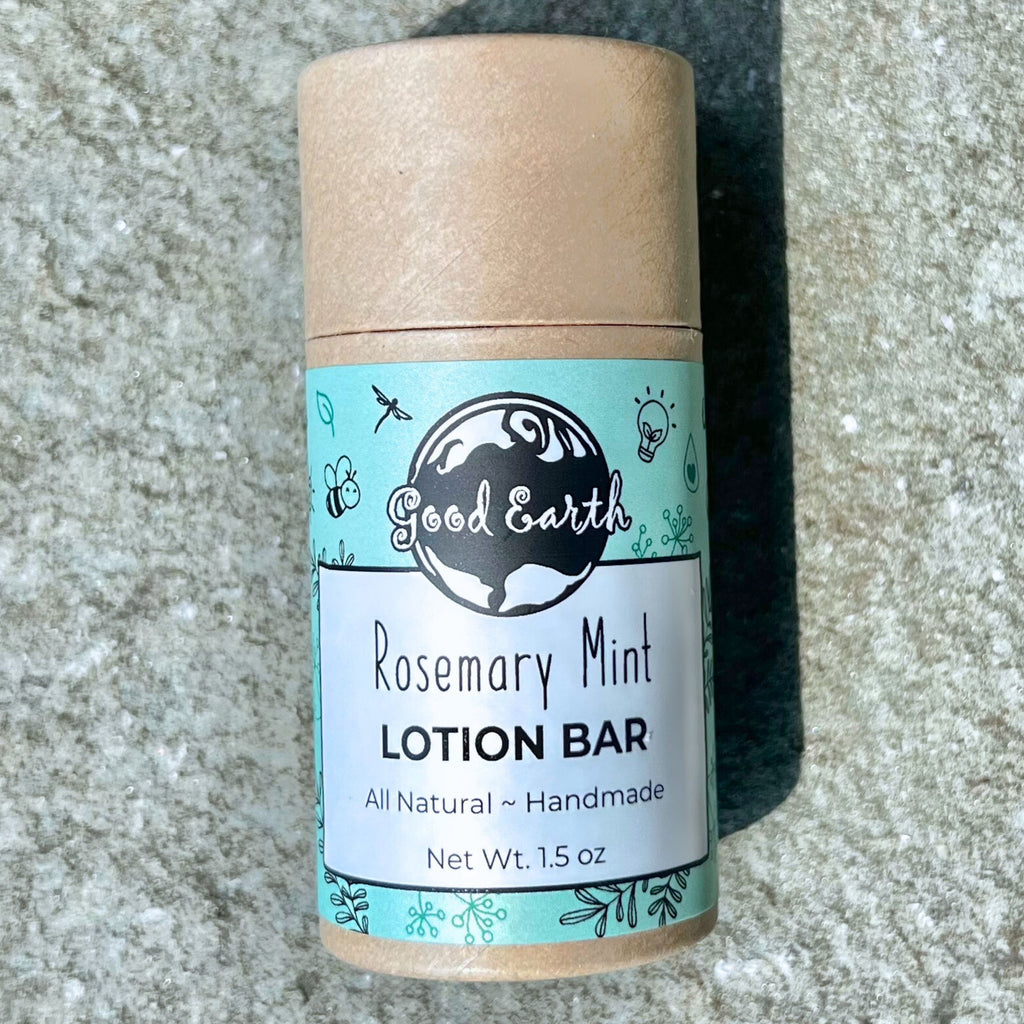 Good Earth
Rosemary Mint
LOTION BAR
All Natural ~ Handmade
Net Wt. 1.5 oz